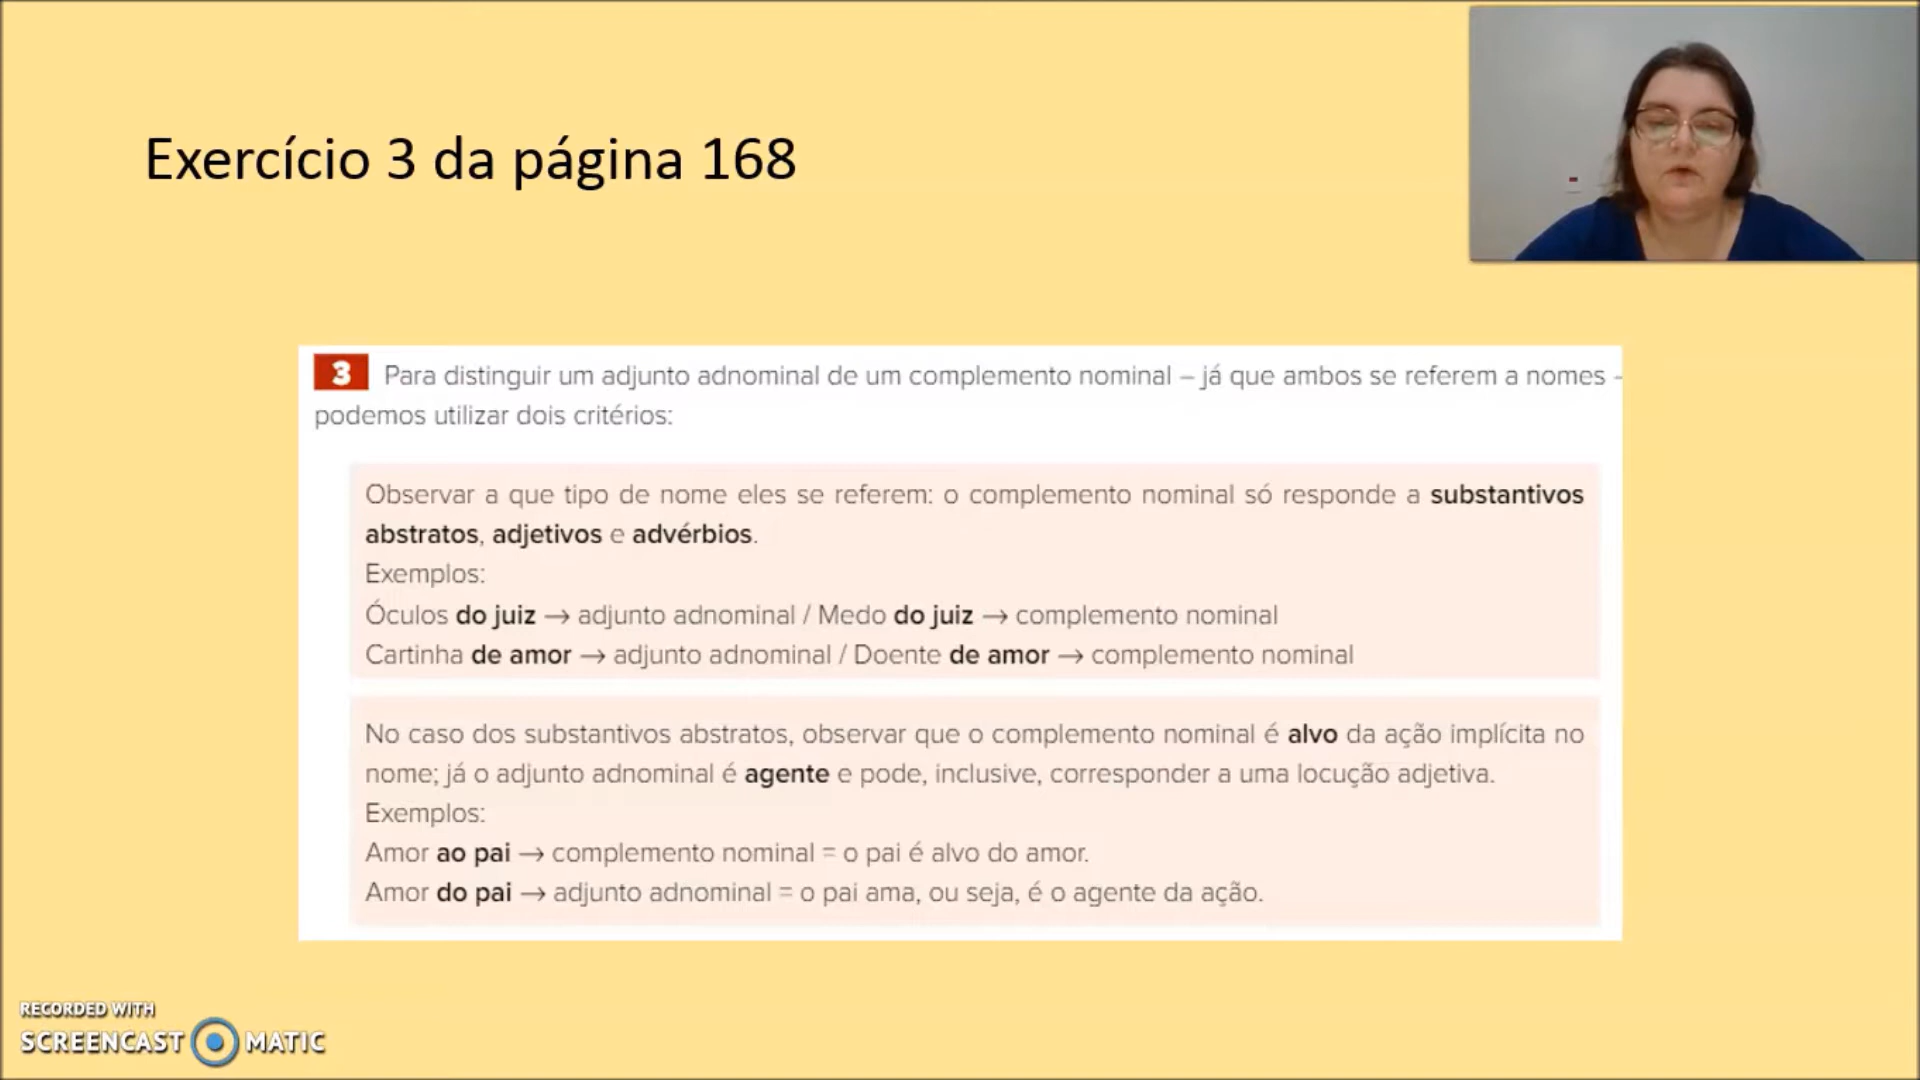 Exercício 3 da página 168
3 Para distinguir um adjunto adnominal de um complemento nominal – já que ambos se referem a nomes -
podemos utilizar dois critérios:
Observar a que tipo de nome eles se referem: o complemento nominal só responde a substantivos
abstratos, adjetivos e advérbios.
Exemplos:
Óculos do juiz → adjunto adnominal / Medo do juiz → complemento nominal
Cartinha de amor → adjunto adnominal / Doente de amor → complemento nominal
No caso dos substantivos abstratos, observar que o complemento nominal é alvo da ação implícita no
nome; já o adjunto adnominal é agente e pode, inclusive, corresponder a uma locução adjetiva.
Exemplos:
Amor ao pai → complemento nominal = o pai é alvo do amor.
Amor do pai → adjunto adnominal = o pai ama, ou seja, é o agente da ação.
RECORDED WITH
SCREENCAST MATIC